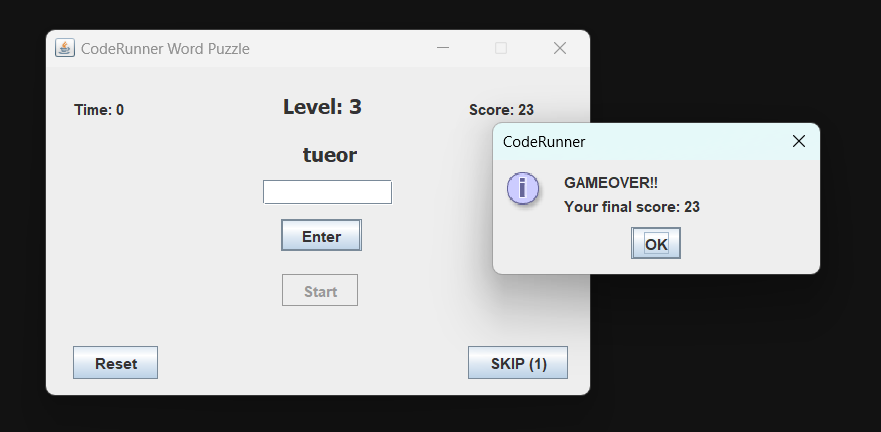 CodeRunner Word Puzzle
Time: 0
Level: 3
Score: 23
tueor
Enter
Start
Reset
SKIP (1)
CodeRunner
i
GAMEOVER!!
Your final score: 23
OK